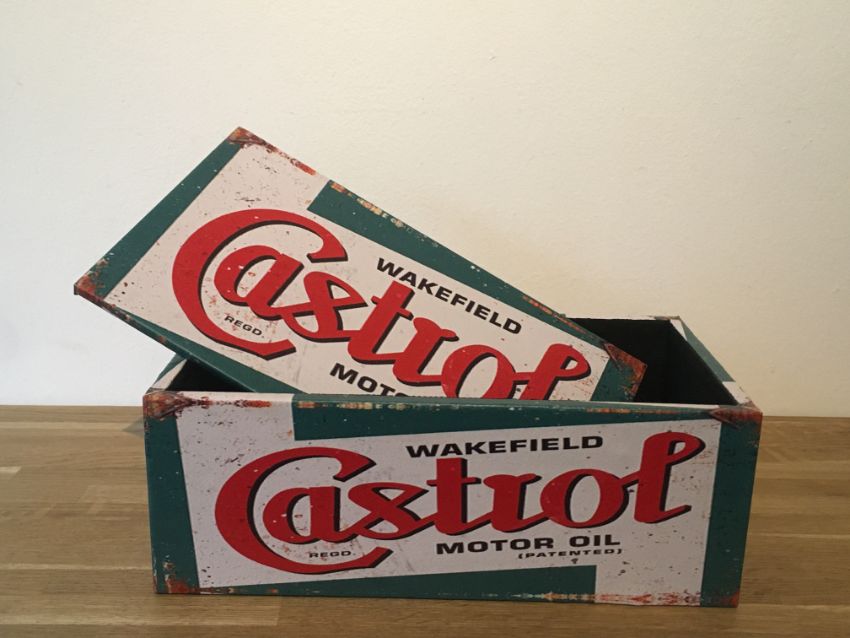 WAKEFIELD
Castrol
REGD.
MOTO
WAKEFIELD
Castrol
REGD.
MOTOR OIL
(PATENTED)